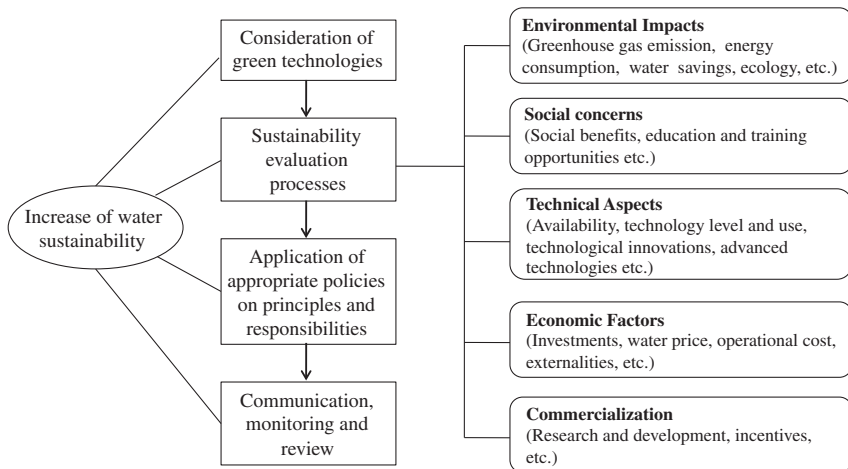 Consideration of
green technologies
Sustainability
evaluation
processes
Increase of water
sustainability
Application of
appropriate policies
on principles and
responsibilities
Communication,
monitoring and
review
Environmental Impacts
(Greenhouse gas emission, energy
consumption, water savings, ecology, etc.)
Social concerns
(Social benefits, education and training
opportunities etc.)
Technical Aspects
(Availability, technology level and use,
technological innovations, advanced
technologies etc.)
Economic Factors
(Investments, water price, operational cost,
externalities, etc.)
Commercialization
(Research and development, incentives,
etc.)